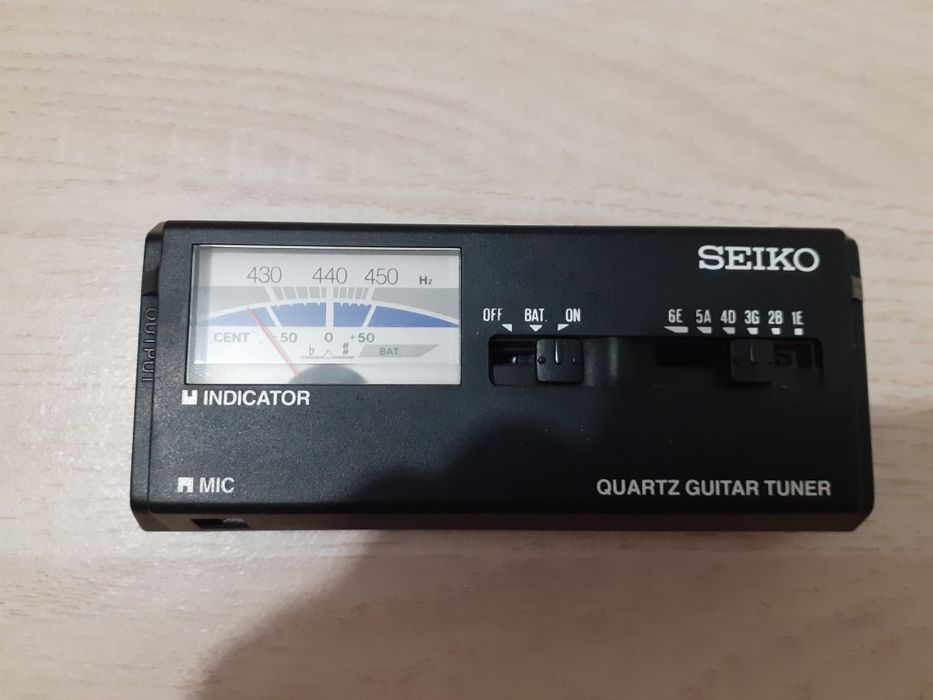 SEIKO
430 440 450 Hz
OFF BAT. ON
6E 5A 4D 3G 2B 1E
CENT -50 0 +50
♭ ♯
BAT.
OUTPUT
INDICATOR
MIC
QUARTZ GUITAR TUNER